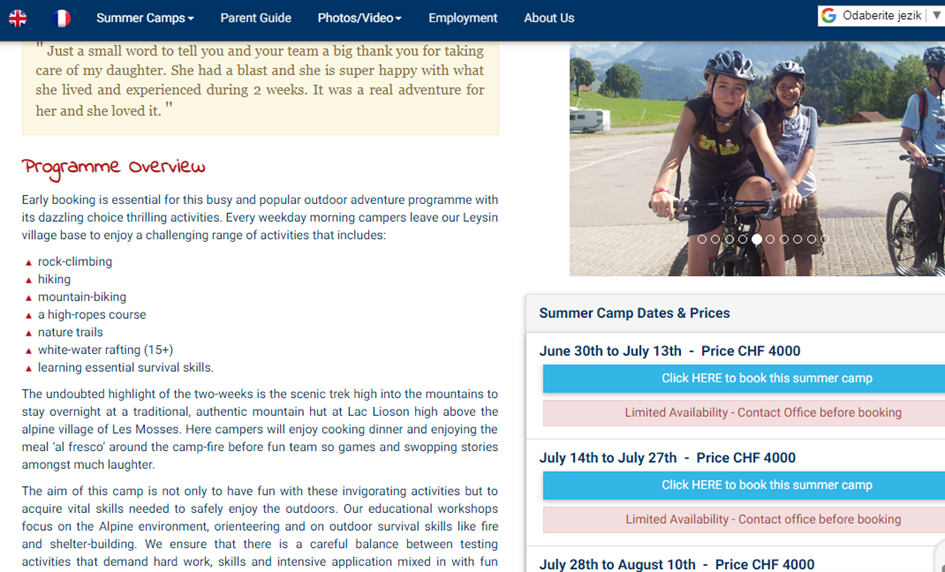 Summer Camps Parent Guide Photos/Video Employment About Us
G Odaberite jezik
" Just a small word to tell you and your team a big thank you for taking
care of my daughter. She had a blast and she is super happy with what
she lived and experienced during 2 weeks. It was a real adventure for
her and she loved it. "
Programme Overview
Early booking is essential for this busy and popular outdoor adventure programme with
its dazzling choice thrilling activities. Every weekday morning campers leave our Leysin
village base to enjoy a challenging range of activities that includes:
rock-climbing
hiking
mountain-biking
a high-ropes course
nature trails
white-water rafting (15+)
learning essential survival skills.
The undoubted highlight of the two-weeks is the scenic trek high into the mountains to
stay overnight at a traditional, authentic mountain hut at Lac Lioson high above the
alpine village of Les Mosses. Here campers will enjoy cooking dinner and enjoying the
meal 'al fresco' around the camp-fire before fun team so games and swopping stories
amongst much laughter.
The aim of this camp is not only to have fun with these invigorating activities but to
acquire vital skills needed to safely enjoy the outdoors. Our educational workshops
focus on the Alpine environment, orienteering and on outdoor survival skills like fire
and shelter-building. We ensure that there is a careful balance between testing
activities that demand hard work, skills and intensive application mixed in with fun
Summer Camp Dates & Prices
June 30th to July 13th - Price CHF 4000
Click HERE to book this summer camp
Limited Availability - Contact Office before booking
July 14th to July 27th - Price CHF 4000
Click HERE to book this summer camp
Limited Availability - Contact office before booking
July 28th to August 10th - Price CHF 4000